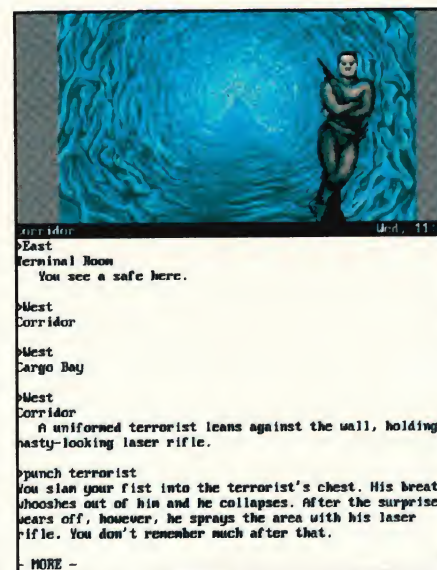 Corridor Wed, 11:
>East
Terminal Room
You see a safe here.
>West
Corridor
>West
Cargo Bay
>West
Corridor
A uniformed terrorist leans against the wall, holding
nasty-looking laser rifle.
>punch terrorist
You slam your fist into the terrorist's chest. His breat
whooshes out of him and he collapses. After the surprise
wears off, however, he sprays the area with his laser
rifle. You don't remember much after that.
- MORE -